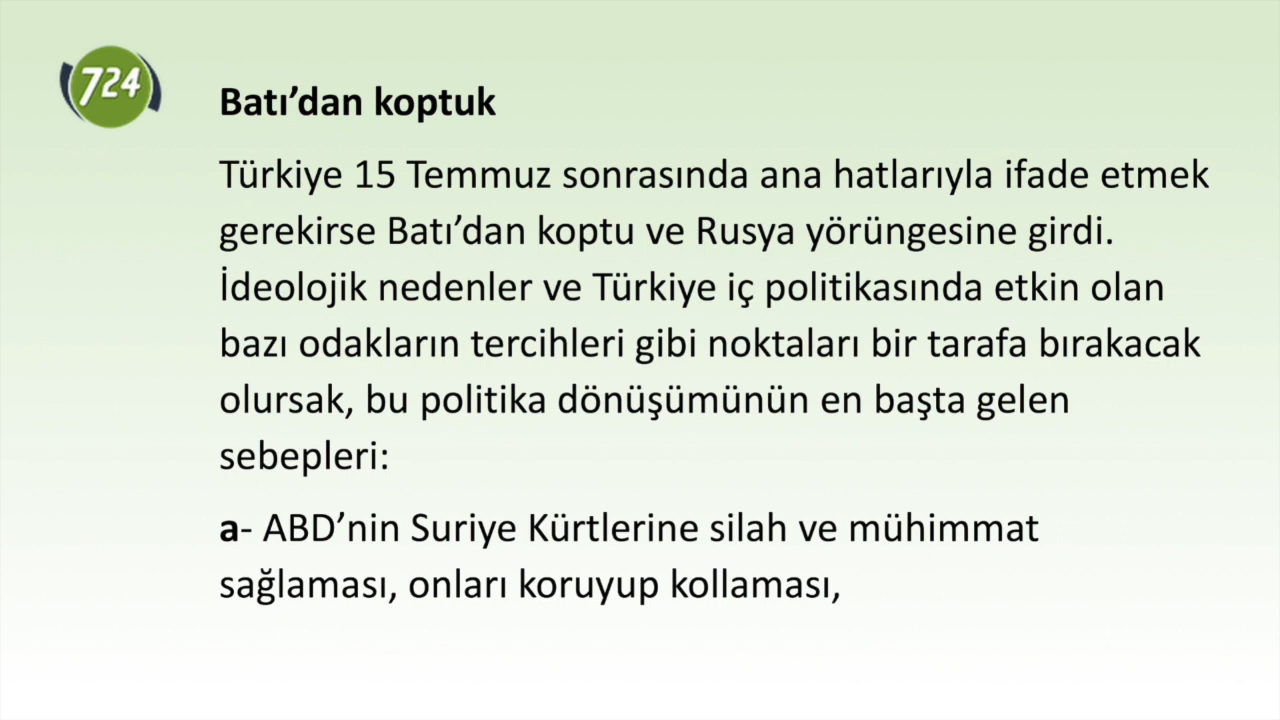 724
Batı’dan koptuk
Türkiye 15 Temmuz sonrasında ana hatlarıyla ifade etmek
gerekirse Batı’dan koptu ve Rusya yörüngesine girdi.
İdeolojik nedenler ve Türkiye iç politikasında etkin olan
bazı odakların tercihleri gibi noktaları bir tarafa bırakacak
olursak, bu politika dönüşümünün en başta gelen
sebepleri:
a- ABD’nin Suriye Kürtlerine silah ve mühimmat
sağlaması, onları koruyup kollaması,